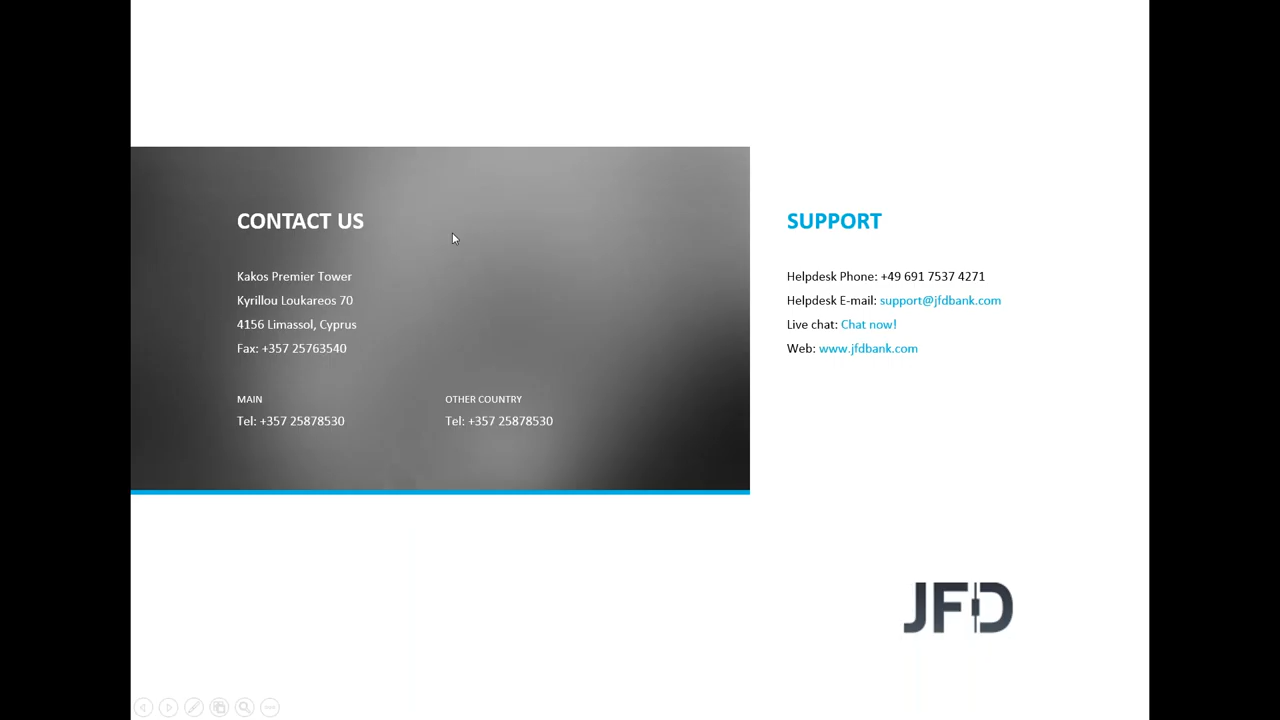 CONTACT US
Kakos Premier Tower
Kyrillou Loukareos 70
4156 Limassol, Cyprus
Fax: +357 25763540
MAIN
Tel: +357 25878530
OTHER COUNTRY
Tel: +357 25878530
SUPPORT
Helpdesk Phone: +49 691 7537 4271
Helpdesk E-mail: support@jfdbank.com
Live chat: Chat now!
Web: www.jfdbank.com
JFD